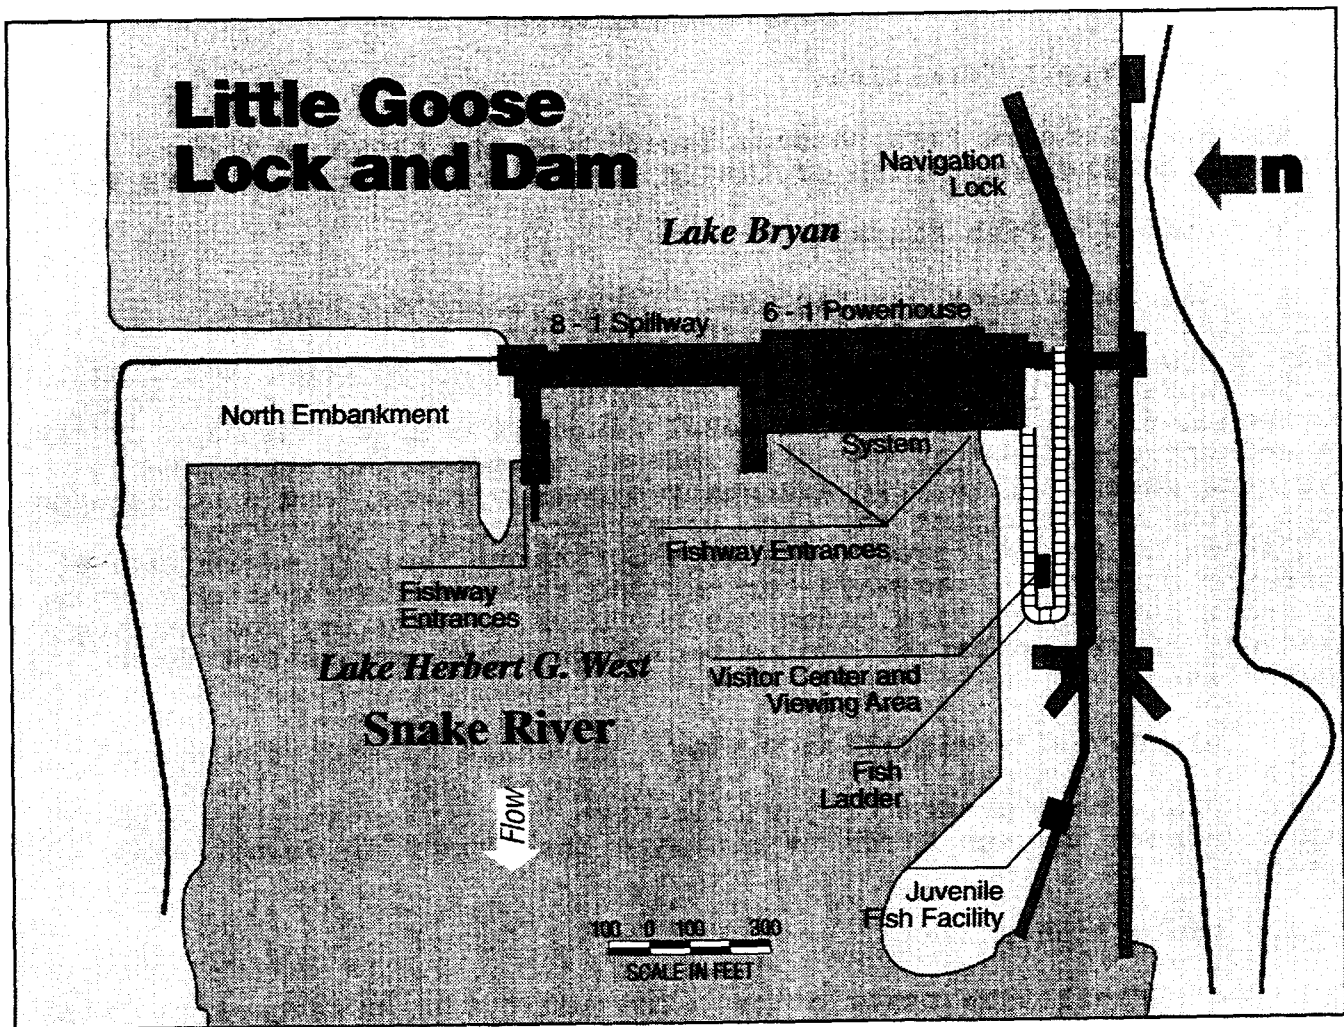 Little Goose
Lock and Dam
Navigation
Lock
n
Lake Bryan
8 - 1 Spillway
6 - 1 Powerhouse
North Embankment
System
Fishway Entrances
Fishway
Entrances
Lake Herbert G. West
Visitor Center and
Viewing Area
Snake River
Fish
Ladder
Flow
Juvenile
Fish Facility
100 0 100 300
SCALE IN FEET